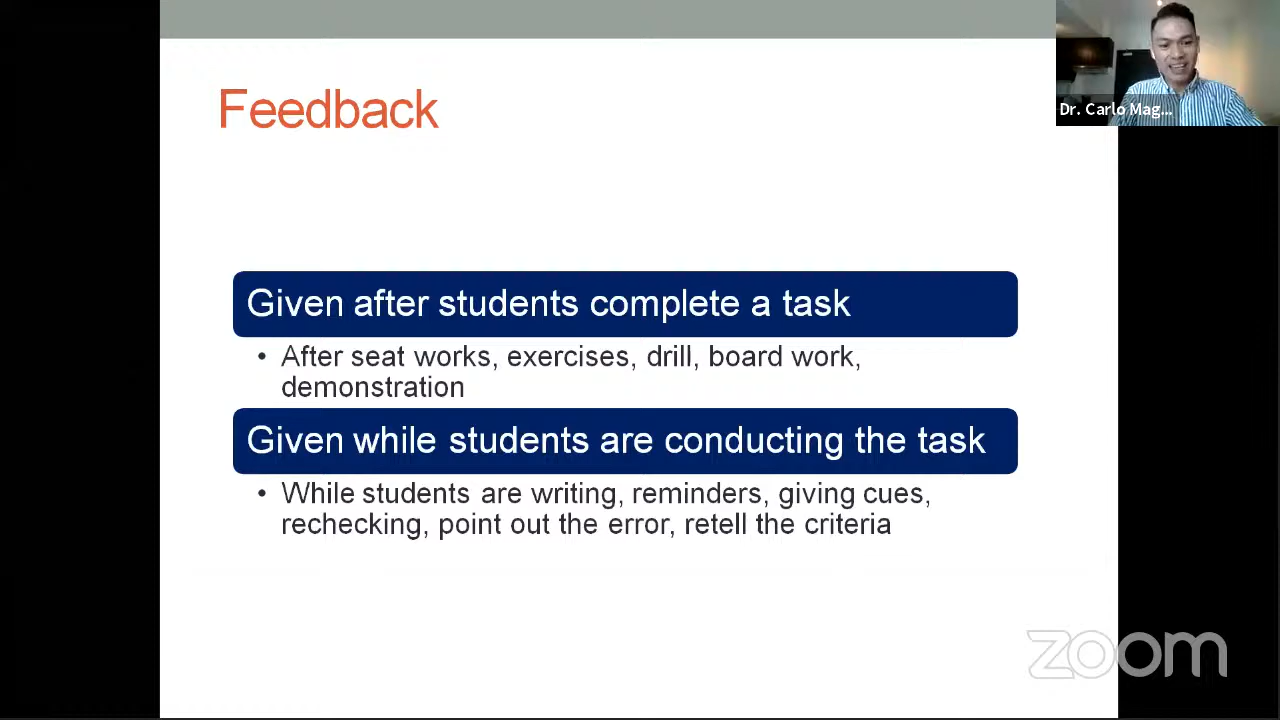 Feedback
Dr. Carlo Mag...
Given after students complete a task
• After seat works, exercises, drill, board work,
demonstration
Given while students are conducting the task
• While students are writing, reminders, giving cues,
rechecking, point out the error, retell the criteria
zoom